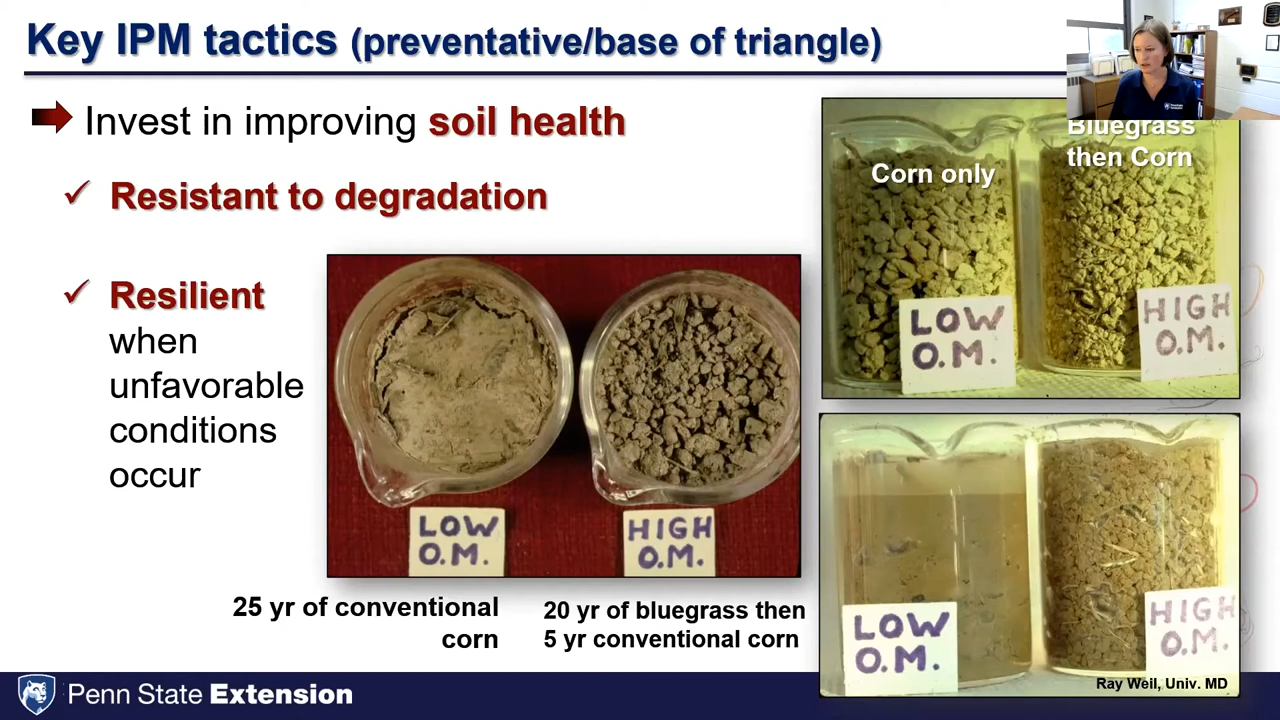 Key IPM tactics (preventative/base of triangle)
Invest in improving soil health
✓ Resistant to degradation
✓ Resilient
when
unfavorable
conditions
occur
LOW
O.M.
HIGH
O.M.
25 yr of conventional
corn
20 yr of bluegrass then
5 yr conventional corn
Corn only
Bluegrass
then Corn
LOW
O.M.
HIGH
O.M.
LOW
O.M.
HIGH
O.M.
Ray Weil, Univ. MD
Penn State Extension